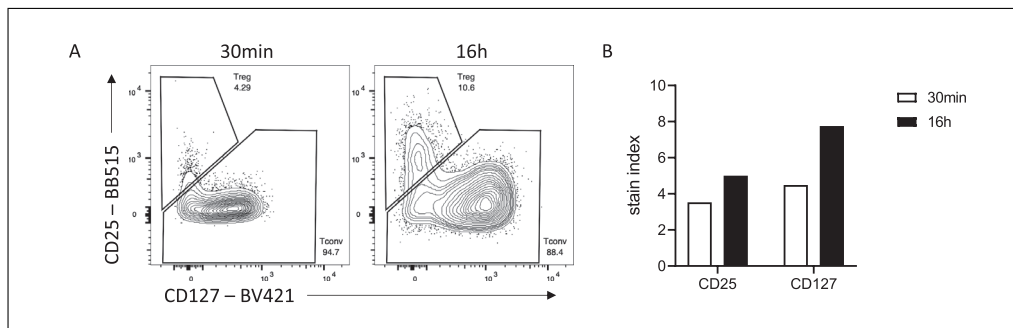 A
30min
16h
B
CD25 – BB515
10⁴
10³
0
Treg
4.29
Tconv
94.7
0
10³
10⁴
10⁴
10³
0
Treg
10.6
Tconv
88.4
0
10³
10⁴
CD127 – BV421
stain index
10
8
6
4
2
0
CD25
CD127
30min
16h